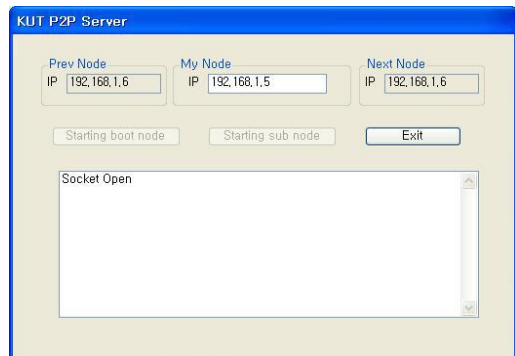 KUT P2P Server
Prev Node My Node Next Node
IP 192,168,1,6 IP 192,168,1,5 IP 192,168,1,6
Starting boot node Starting sub node Exit
Socket Open